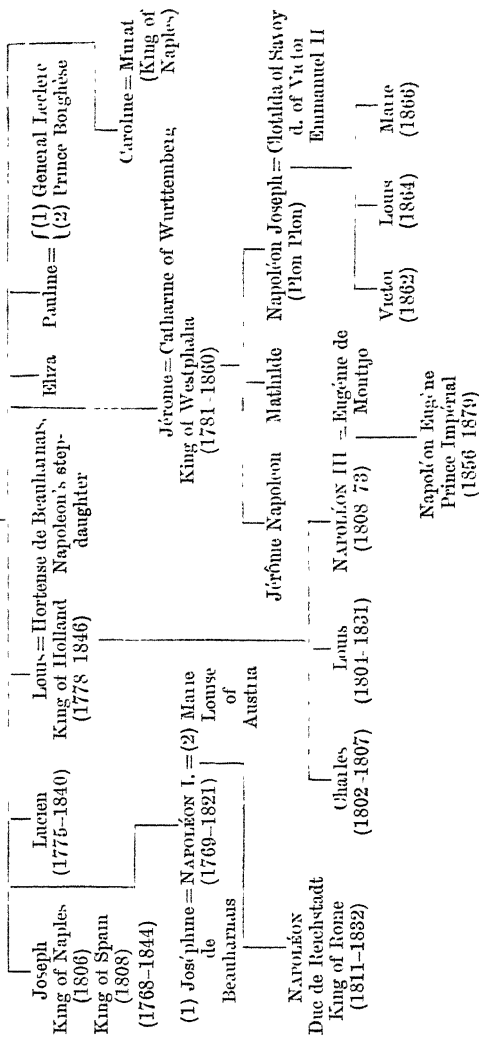 Joseph
King of Naples
(1806)
King of Spain
(1808)
(1768–1844)
Lucien
(1775–1840)
Louis = Hortense de Beauharnais,
King of Holland Napoleon's step-
(1778 1846) daughter
Eliza
Pauline = { (1) General Leclerc
{ (2) Prince Borghèse
Caroline = Murat
(King of
Naples)
(1) Joséphine = NAPOLÉON I. = (2) Marie
de (1769–1821) Louise
Beauharnais of
Austria
Jérome = Catharine of Wurttemberg
King of Westphalia
(1781–1860)
NAPOLÉON
Duc de Reichstadt
King of Rome
(1811–1832)
Charles
(1802–1807)
Louis
(1804–1831)
NAPOLÉON III = Eugénie de
(1808 73) Montijo
Jérôme Napoleon
Mathilde
Napoléon Joseph = Clotilda of Savoy
(Plon Plon) d. of Victor
Emmanuel II
Napoléon Eugène
Prince Impérial
(1856 1879)
Victor
(1862)
Louis
(1864)
Marie
(1866)